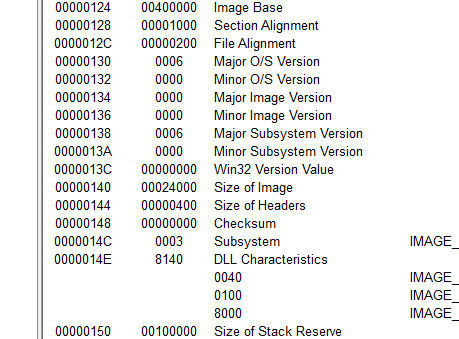 00000124 00400000 Image Base
00000128 00001000 Section Alignment
0000012C 00000200 File Alignment
00000130 0006 Major O/S Version
00000132 0000 Minor O/S Version
00000134 0000 Major Image Version
00000136 0000 Minor Image Version
00000138 0006 Major Subsystem Version
0000013A 0000 Minor Subsystem Version
0000013C 00000000 Win32 Version Value
00000140 00024000 Size of Image
00000144 00000400 Size of Headers
00000148 00000000 Checksum
0000014C 0003 Subsystem IMAGE_
0000014E 8140 DLL Characteristics
0040 IMAGE_
0100 IMAGE_
8000 IMAGE_
00000150 00100000 Size of Stack Reserve